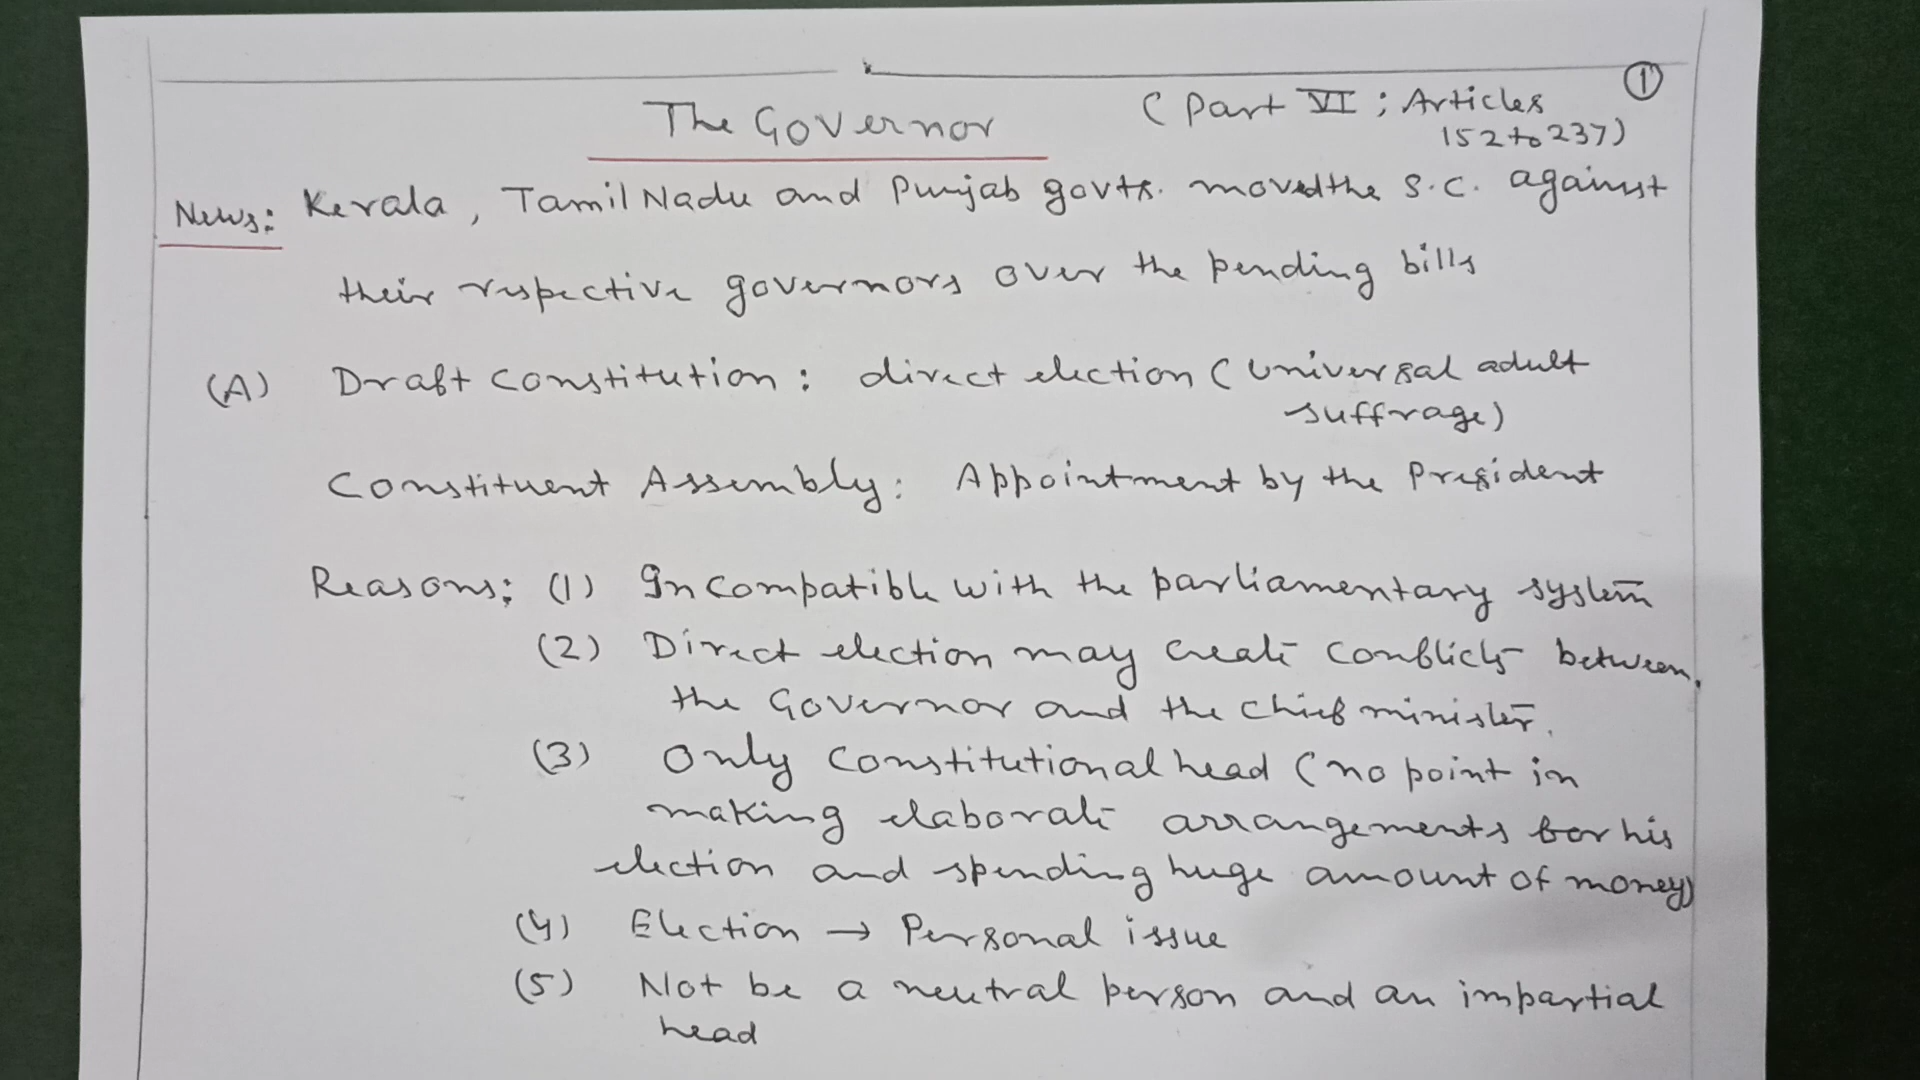 ①
The Governor (Part VI ; Articles
152 to 237)
News: Kerala, Tamil Nadu and Punjab govts. moved the S.C. against
their respective governors over the pending bills
(A) Draft Constitution : direct election (universal adult
suffrage)
Constituent Assembly : Appointment by the President
Reasons: (1) Incompatible with the parliamentary system
(2) Direct election may create conflicts between
the Governor and the chief minister.
(3) Only Constitutional head (no point in
making elaborate arrangements for his
election and spending huge amount of money)
(4) Election → Personal issue
(5) Not be a neutral person and an impartial
head